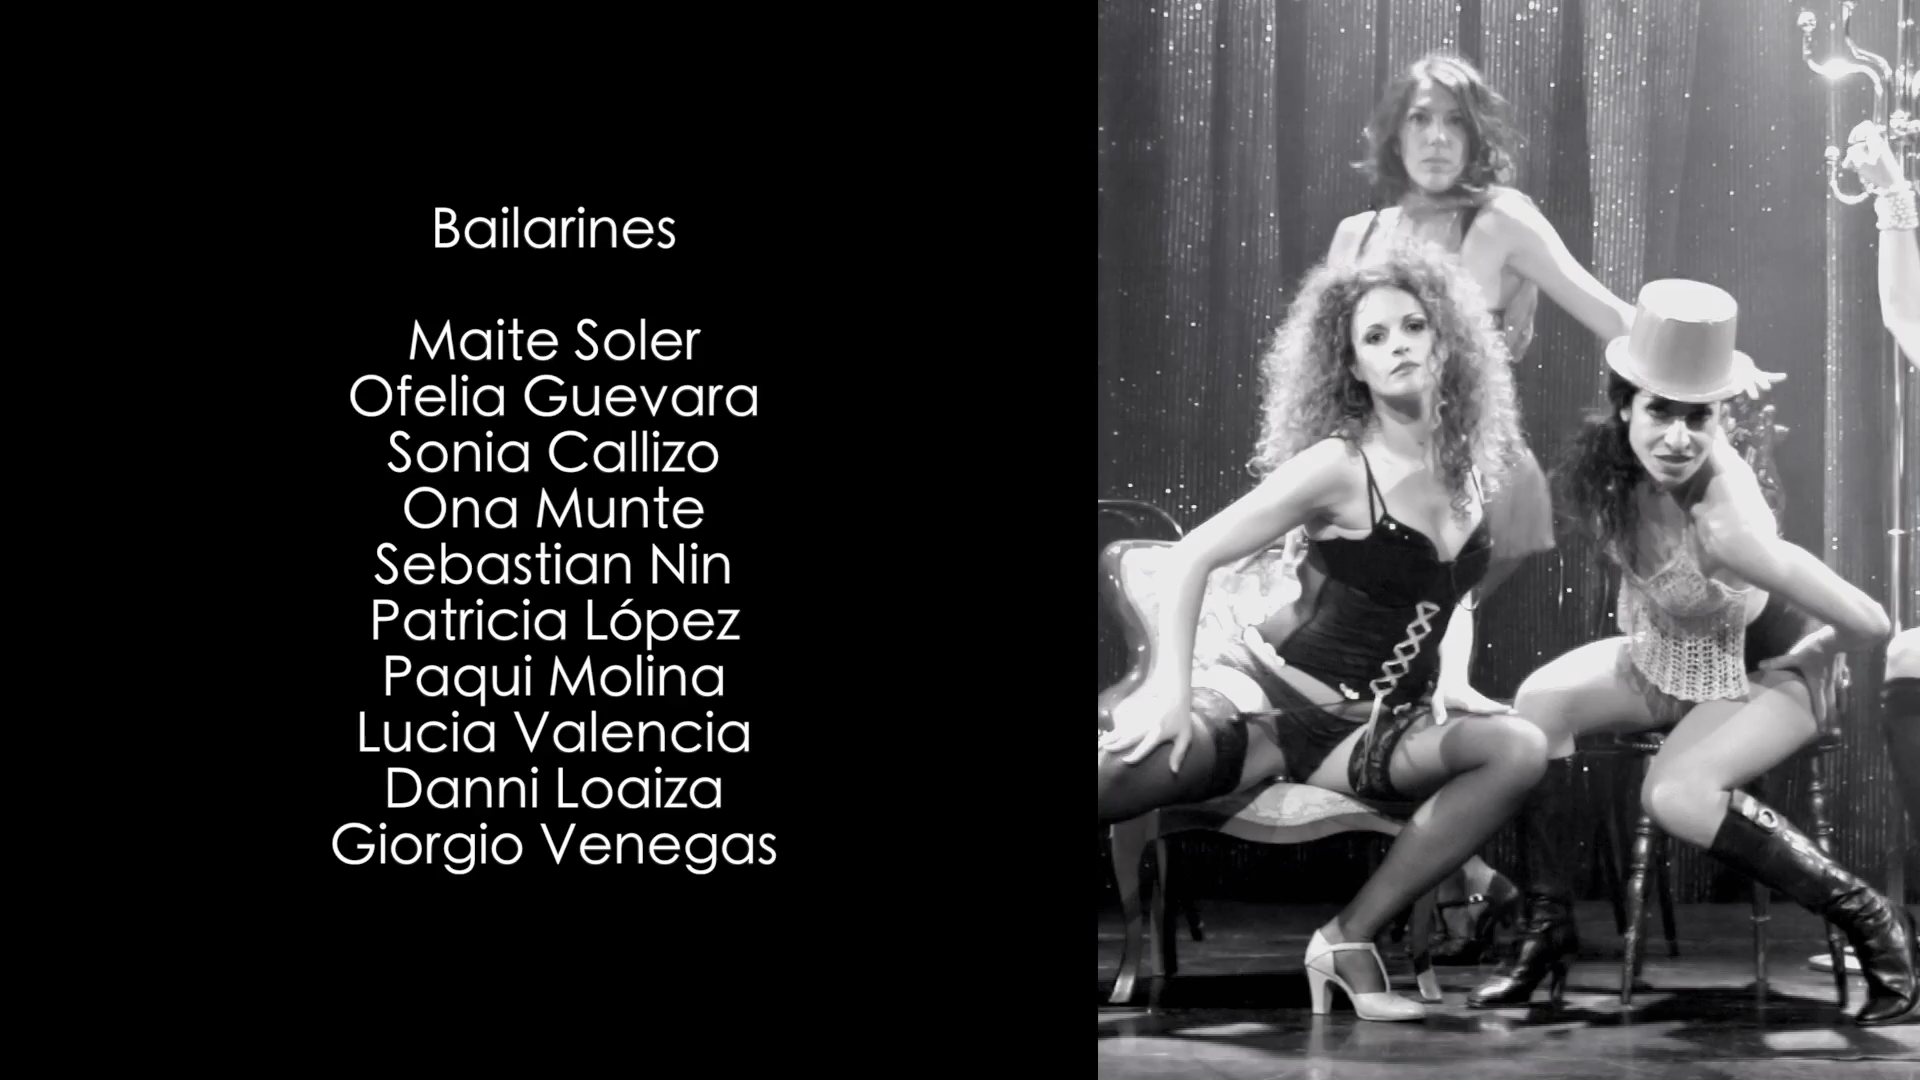 Bailarines
Maite Soler
Ofelia Guevara
Sonia Callizo
Ona Munte
Sebastian Nin
Patricia López
Paqui Molina
Lucia Valencia
Danni Loaiza
Giorgio Venegas